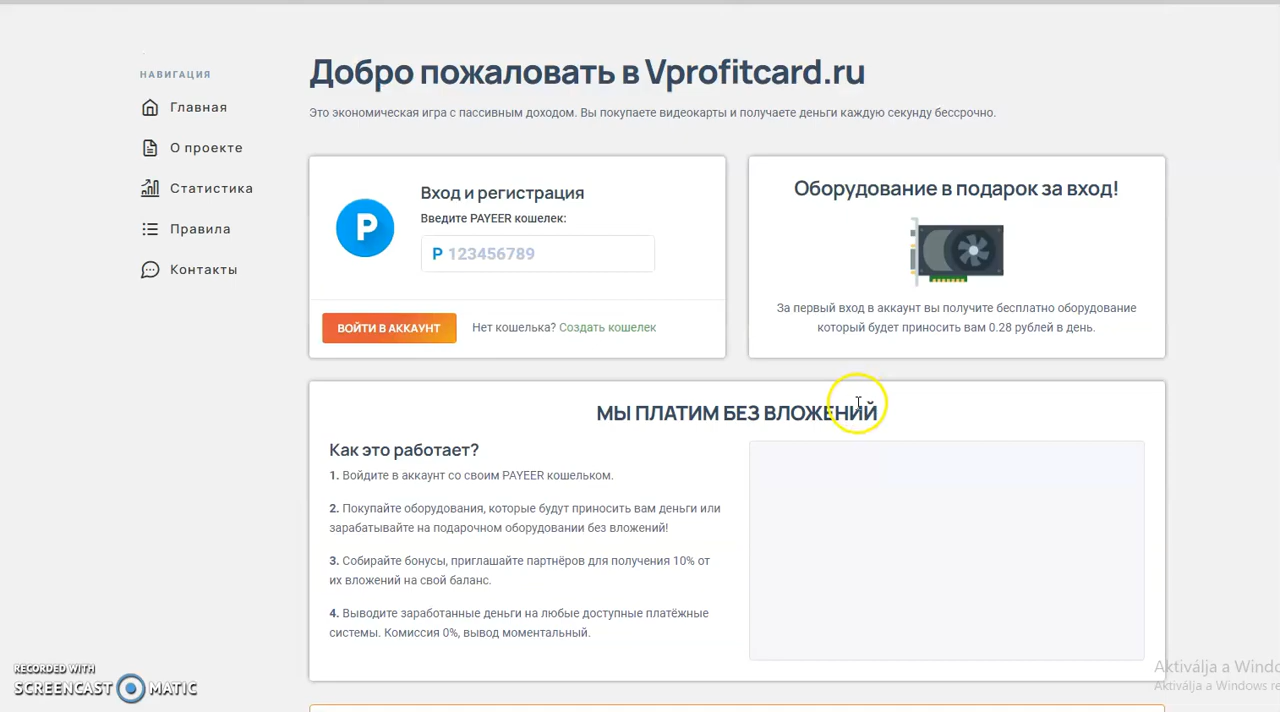 НАВИГАЦИЯ
Главная
О проекте
Статистика
Правила
Контакты
Добро пожаловать в Vprofitcard.ru
Это экономическая игра с пассивным доходом. Вы покупаете видеокарты и получаете деньги каждую секунду бессрочно.
P
Вход и регистрация
Введите PAYEER кошелек:
P 123456789
ВОЙТИ В АККАУНТ
Нет кошелька? Создать кошелек
Оборудование в подарок за вход!
За первый вход в аккаунт вы получите бесплатно оборудование
который будет приносить вам 0.28 рублей в день.
МЫ ПЛАТИМ БЕЗ ВЛОЖЕНИЙ
Как это работает?
1. Войдите в аккаунт со своим PAYEER кошельком.
2. Покупайте оборудования, которые будут приносить вам деньги или
зарабатывайте на подарочном оборудовании без вложений!
3. Собирайте бонусы, приглашайте партнёров для получения 10% от
их вложений на свой баланс.
4. Выводите заработанные деньги на любые доступные платёжные
системы. Комиссия 0%, вывод моментальный.
RECORDED WITH
SCREENCAST MATIC
Aktiválja a Windo
Aktiválja a Windows re